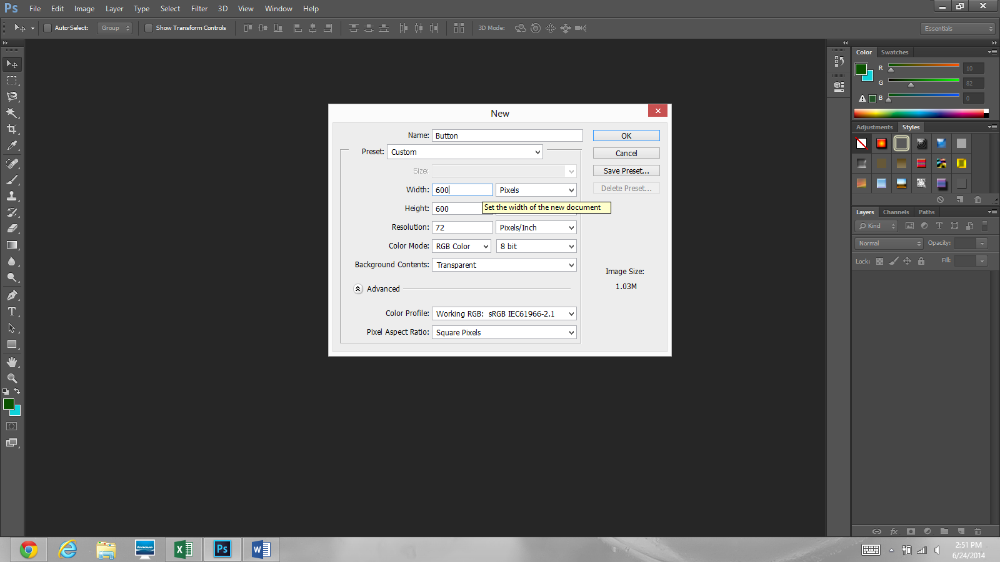 Ps File Edit Image Layer Type Select Filter 3D View Window Help
Auto-Select: Group Show Transform Controls 3D Mode: Essentials
Color Swatches
R 10
G 82
B 0
Adjustments Styles
New
Name: Button OK
Preset: Custom Cancel
Size: Save Preset...
Width: 600 Pixels Delete Preset...
Set the width of the new document
Height: 600
Resolution: 72 Pixels/Inch
Color Mode: RGB Color 8 bit
Background Contents: Transparent
Image Size:
1.03M
Advanced
Color Profile: Working RGB: sRGB IEC61966-2.1
Pixel Aspect Ratio: Square Pixels
Layers Channels Paths
Kind
Normal Opacity:
Lock: Fill:
fx
lenovo
Ps
2:51 PM
6/24/2014